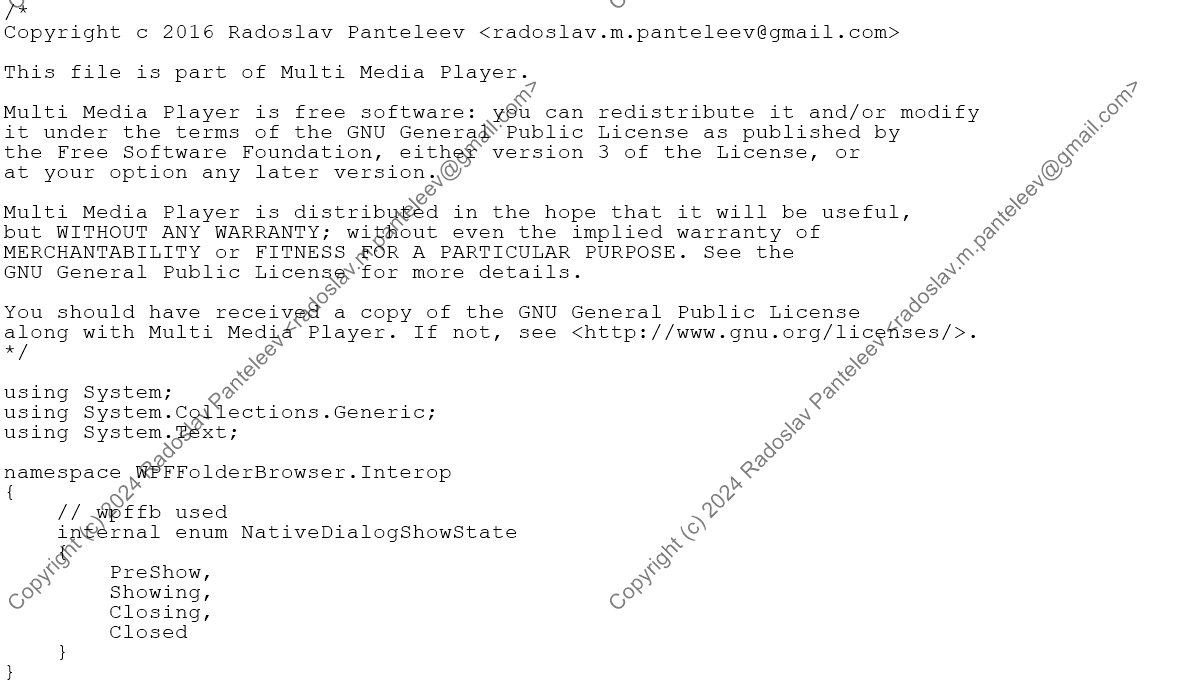 /*
Copyright c 2016 Radoslav Panteleev <radoslav.m.panteleev@gmail.com>

This file is part of Multi Media Player.

Multi Media Player is free software: you can redistribute it and/or modify
it under the terms of the GNU General Public License as published by
the Free Software Foundation, either version 3 of the License, or
at your option any later version.

Multi Media Player is distributed in the hope that it will be useful,
but WITHOUT ANY WARRANTY; without even the implied warranty of
MERCHANTABILITY or FITNESS FOR A PARTICULAR PURPOSE. See the
GNU General Public License for more details.

You should have received a copy of the GNU General Public License
along with Multi Media Player. If not, see <http://www.gnu.org/licenses/>.
*/

using System;
using System.Collections.Generic;
using System.Text;

namespace WPFFolderBrowser.Interop
{
    // wpffb used
    internal enum NativeDialogShowState
    {
        PreShow,
        Showing,
        Closing,
        Closed
    }
}
Copyright (c) 2024 Radoslav Panteleev <radoslav.m.panteleev@gmail.com>
Copyright (c) 2024 Radoslav Panteleev <radoslav.m.panteleev@gmail.com>